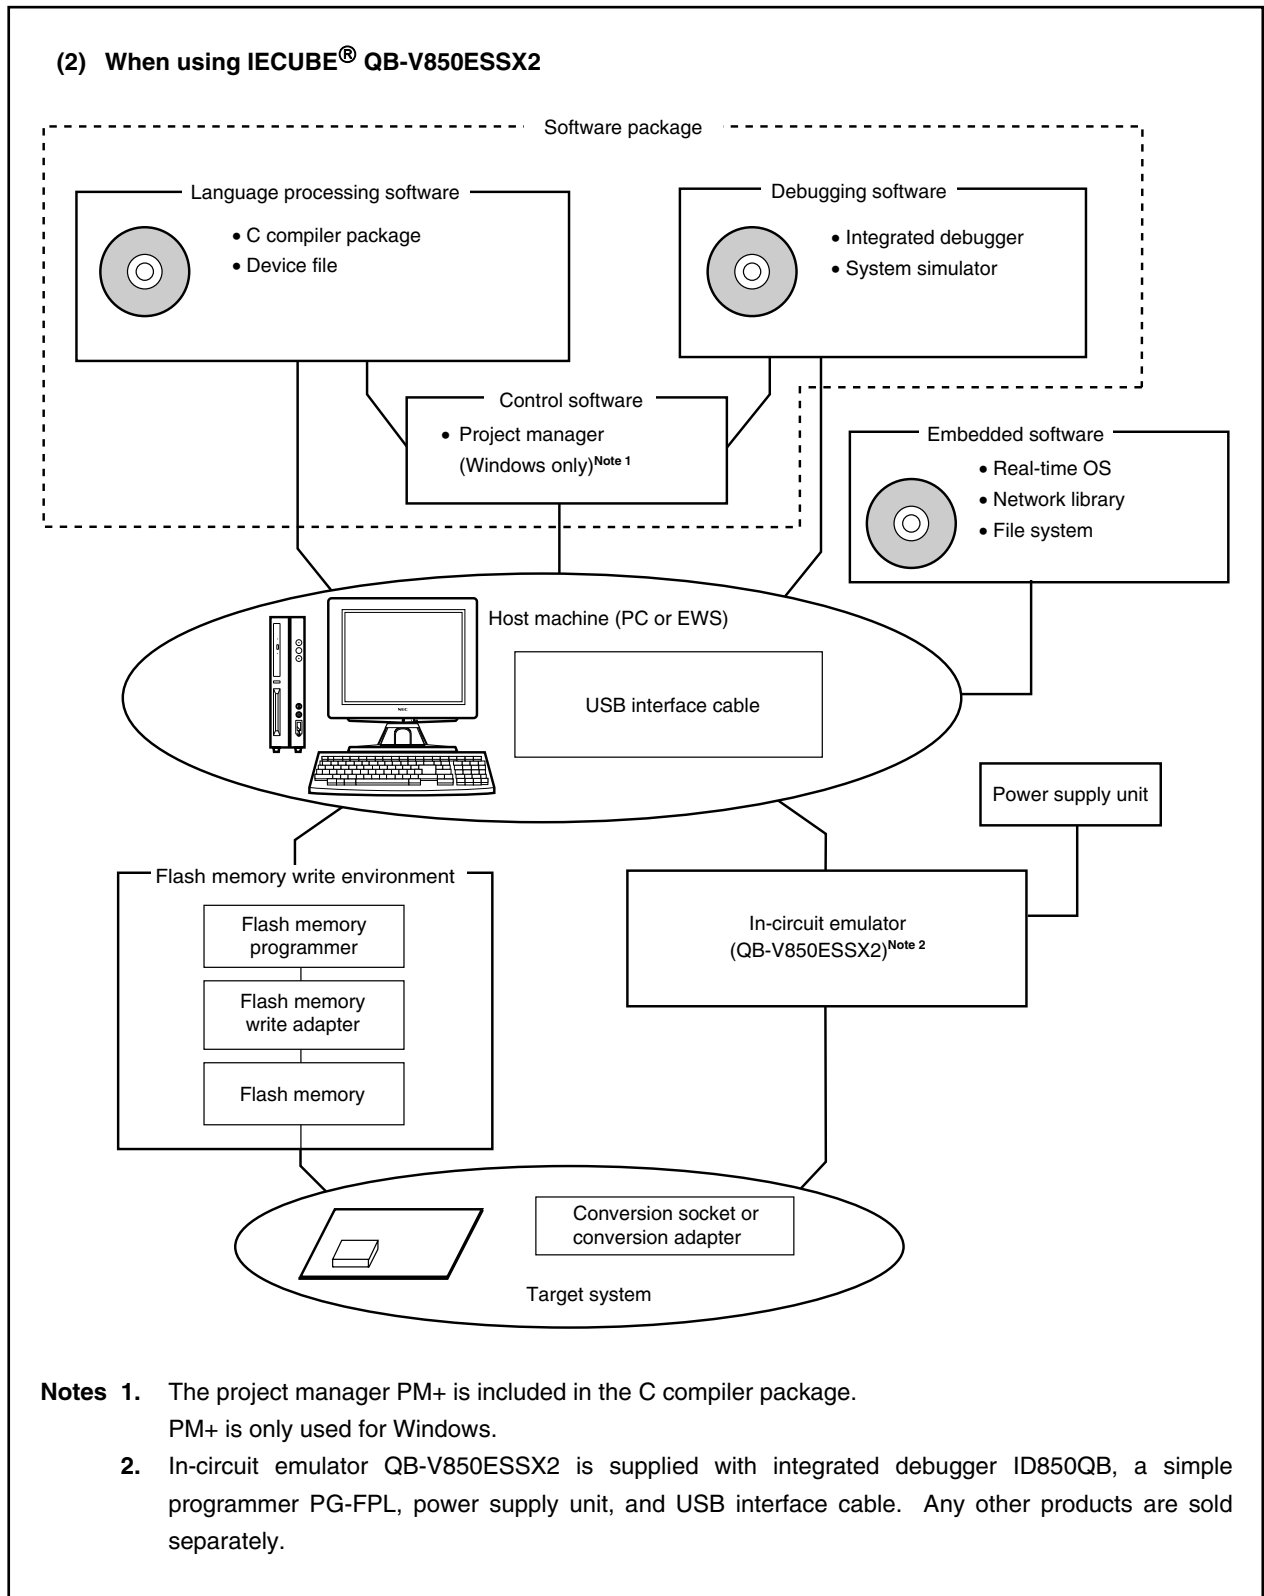 (2) When using IECUBE® QB-V850ESSX2
Software package
Language processing software
• C compiler package
• Device file
Debugging software
• Integrated debugger
• System simulator
Control software
• Project manager
(Windows only)Note 1
Embedded software
• Real-time OS
• Network library
• File system
Host machine (PC or EWS)
USB interface cable
NEC
Power supply unit
Flash memory write environment
Flash memory
programmer
Flash memory
write adapter
Flash memory
In-circuit emulator
(QB-V850ESSX2)Note 2
Conversion socket or
conversion adapter
Target system
Notes 1. The project manager PM+ is included in the C compiler package.
PM+ is only used for Windows.
2. In-circuit emulator QB-V850ESSX2 is supplied with integrated debugger ID850QB, a simple
programmer PG-FPL, power supply unit, and USB interface cable. Any other products are sold
separately.